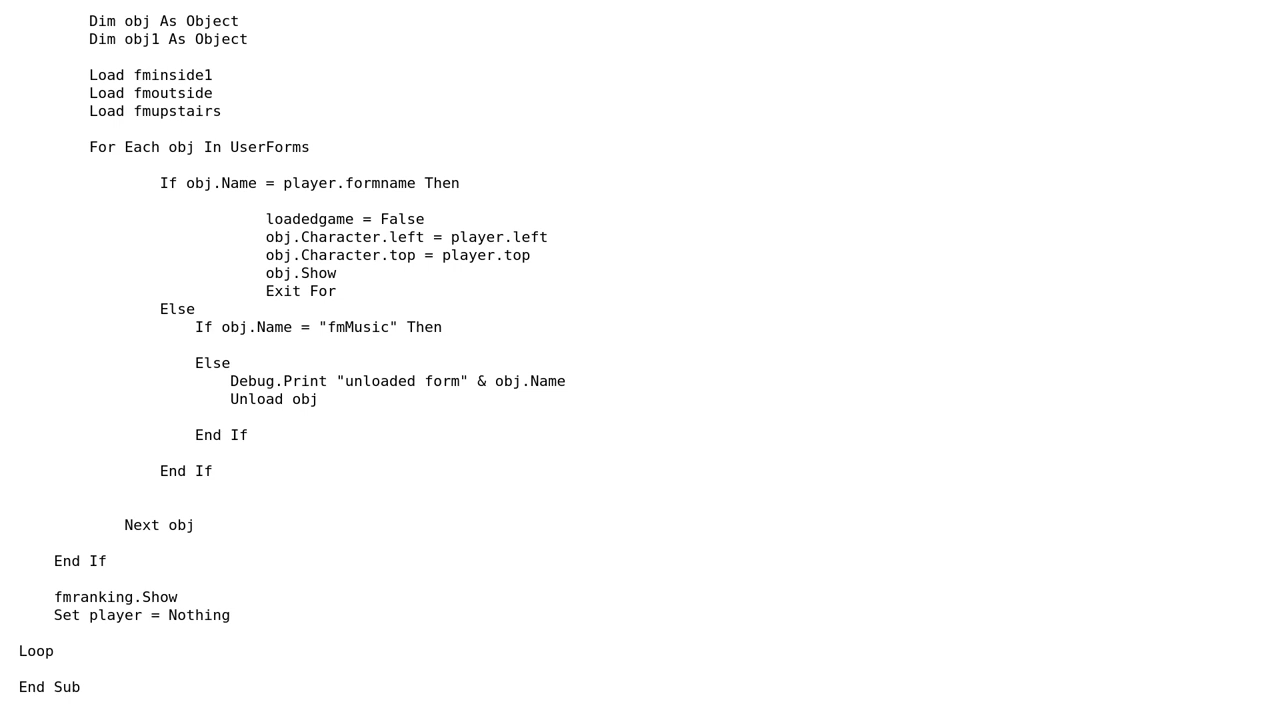 Dim obj As Object
Dim obj1 As Object
Load fminside1
Load fmoutside
Load fmupstairs
For Each obj In UserForms
If obj.Name = player.formname Then
loadedgame = False
obj.Character.left = player.left
obj.Character.top = player.top
obj.Show
Exit For
Else
If obj.Name = "fmMusic" Then
Else
Debug.Print "unloaded form" & obj.Name
Unload obj
End If
End If
Next obj
End If
fmranking.Show
Set player = Nothing
Loop
End Sub